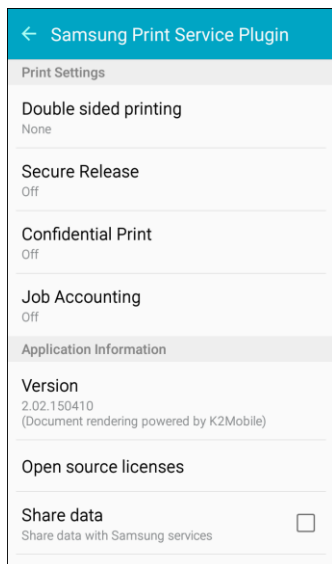 Samsung Print Service Plugin
Print Settings
Double sided printing
None
Secure Release
Off
Confidential Print
Off
Job Accounting
Off
Application Information
Version
2.02.150410
(Document rendering powered by K2Mobile)
Open source licenses
Share data
Share data with Samsung services